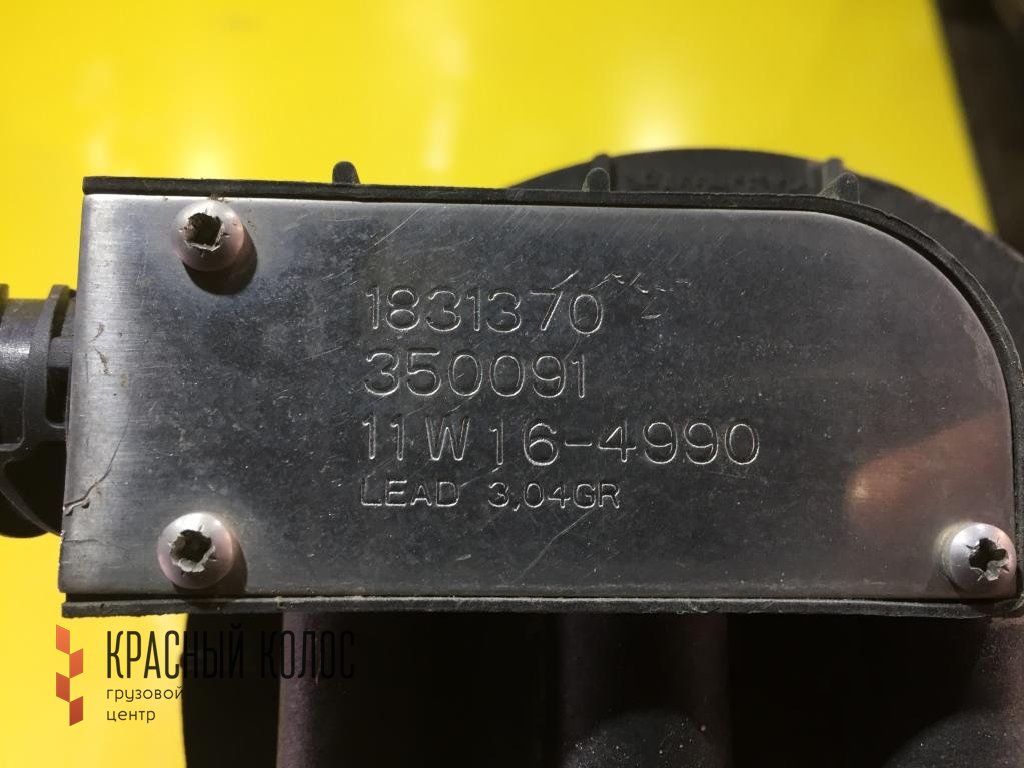 1831370
350091
11W16-4990
LEAD 3,04GR
КРАСНЫЙ КОЛОС
грузовой
центр